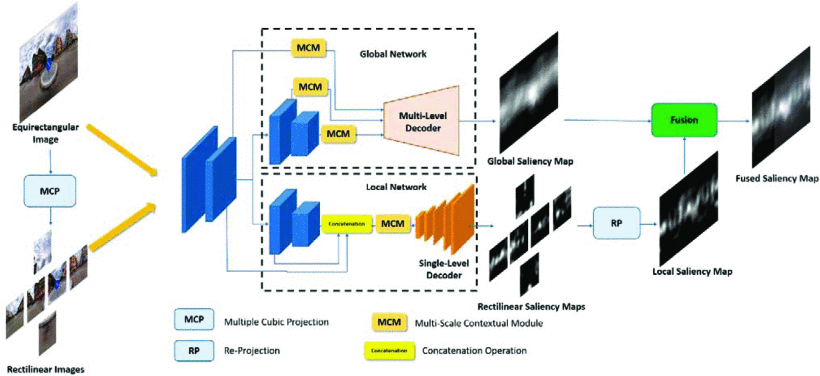 Equirectangular
Image
MCP
Rectilinear Images
MCM
Global Network
MCM
MCM
Multi-Level
Decoder
Global Saliency Map
Fusion
Fused Saliency Map
Local Network
Concatenation
MCM
Single-Level
Decoder
Rectilinear Saliency Maps
RP
Local Saliency Map
MCP
Multiple Cubic Projection
MCM
Multi-Scale Contextual Module
RP
Re-Projection
Concatenation
Concatenation Operation